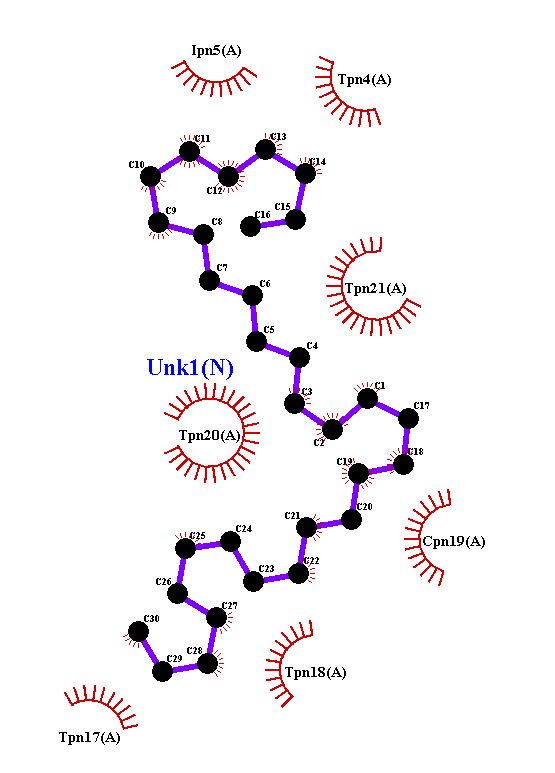 Ipn5(A)
Tpn4(A)
C11
C13
C10
C12
C14
C9
C8
C16
C15
C7
C6
Tpn21(A)
C5
C4
Unk1(N)
C3
C1
C17
Tpn20(A)
C2
C19
C18
C21
C20
C25
C24
Cpn19(A)
C23
C22
C26
C27
C30
C29
C28
Tpn18(A)
Tpn17(A)